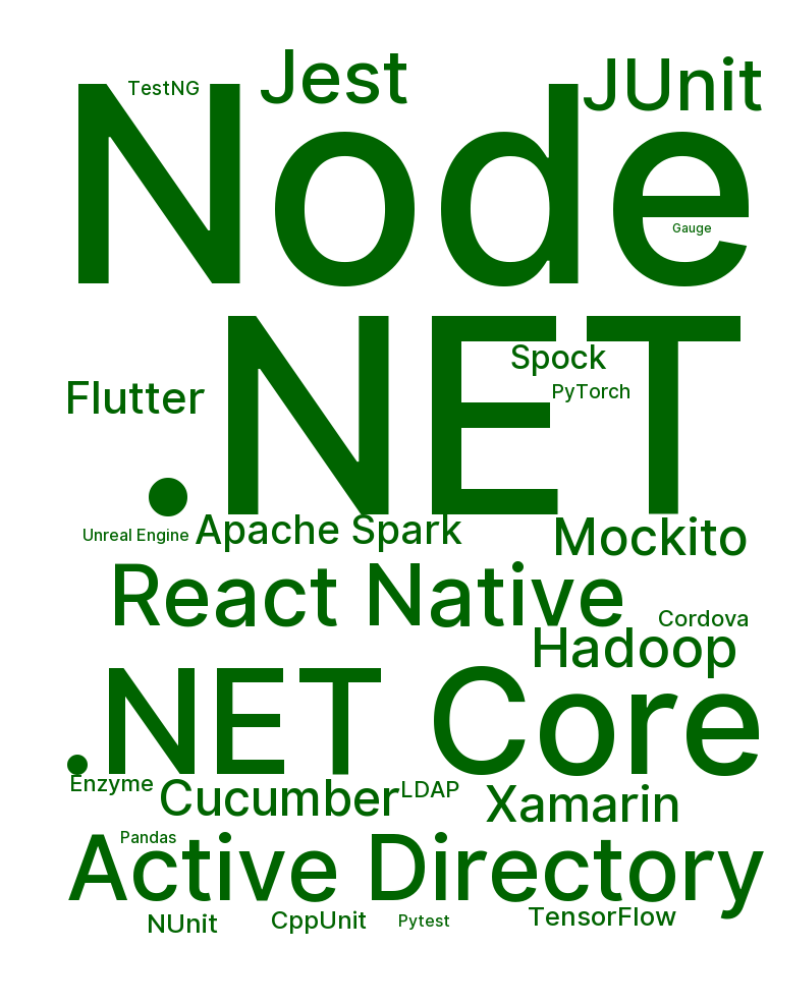 Jest
JUnit
TestNG
Node
Gauge
.NET
Spock
PyTorch
Flutter
Unreal Engine
Apache Spark
Mockito
React Native
Cordova
Hadoop
.NET Core
Enzyme
Cucumber
LDAP
Xamarin
Pandas
Active Directory
NUnit
CppUnit
Pytest
TensorFlow